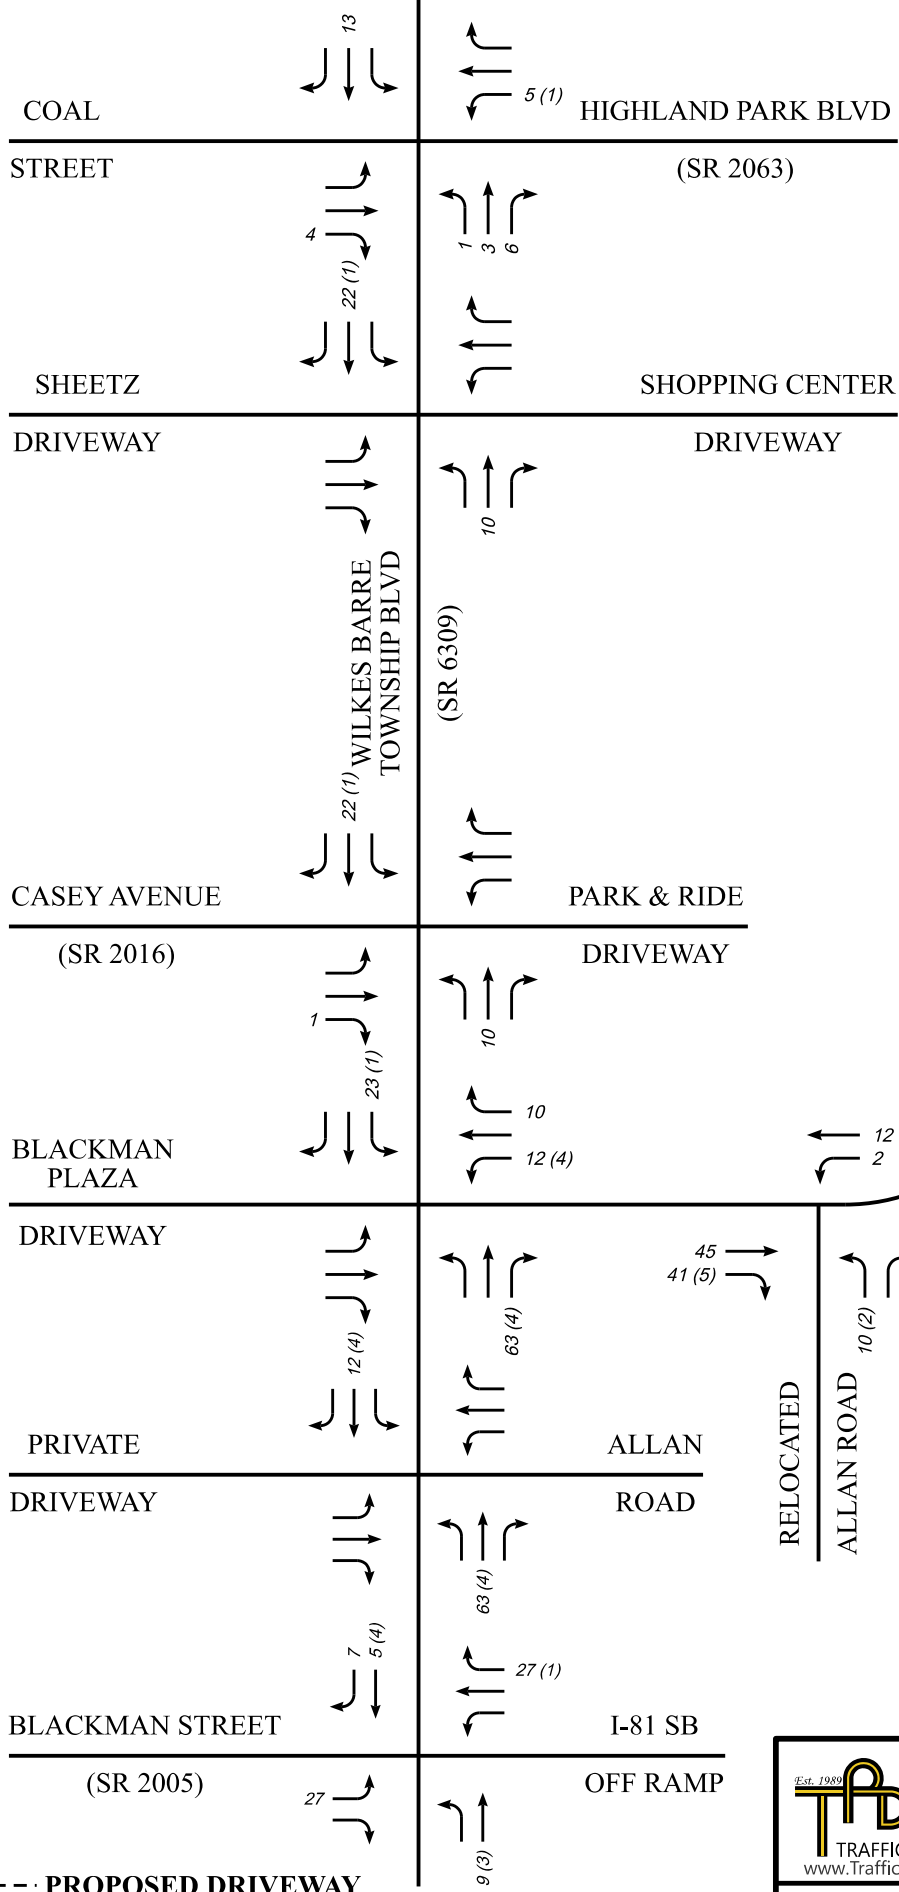 13
5 (1)
COAL
HIGHLAND PARK BLVD
STREET
(SR 2063)
4
1
3
6
22 (1)
SHEETZ
SHOPPING CENTER
DRIVEWAY
DRIVEWAY
10
WILKES BARRE
TOWNSHIP BLVD
(SR 6309)
22 (1)
CASEY AVENUE
PARK & RIDE
(SR 2016)
DRIVEWAY
1
10
23 (1)
10
12 (4)
12
2
BLACKMAN
PLAZA
DRIVEWAY
45
41 (5)
63 (4)
10 (2)
12 (4)
RELOCATED
ALLAN ROAD
PRIVATE
ALLAN
DRIVEWAY
ROAD
63 (4)
7
5 (4)
27 (1)
BLACKMAN STREET
I-81 SB
(SR 2005)
OFF RAMP
27
9 (3)
Est. 1989
TPD
TRAFFIC
www.Traffic
PROPOSED DRIVEWAY